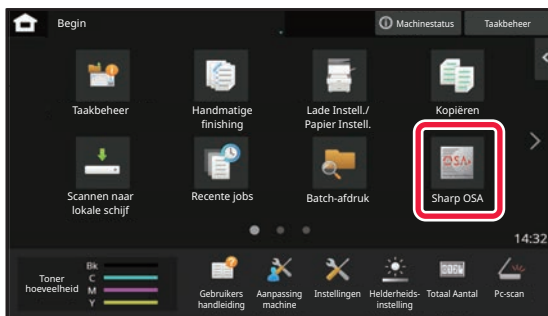 Begin
Machinestatus
Taakbeheer
Taakbeheer
Handmatige
finishing
Lade Instell./
Papier Instell.
Kopiëren
Scannen naar
lokale schijf
Recente jobs
Batch-afdruk
OSA
Sharp OSA
14:32
Toner
hoeveelheid
Bk
C
M
Y
Gebruikers
handleiding
Aanpassing
machine
Instellingen
Helderheids-
instelling
Totaal Aantal
Pc-scan